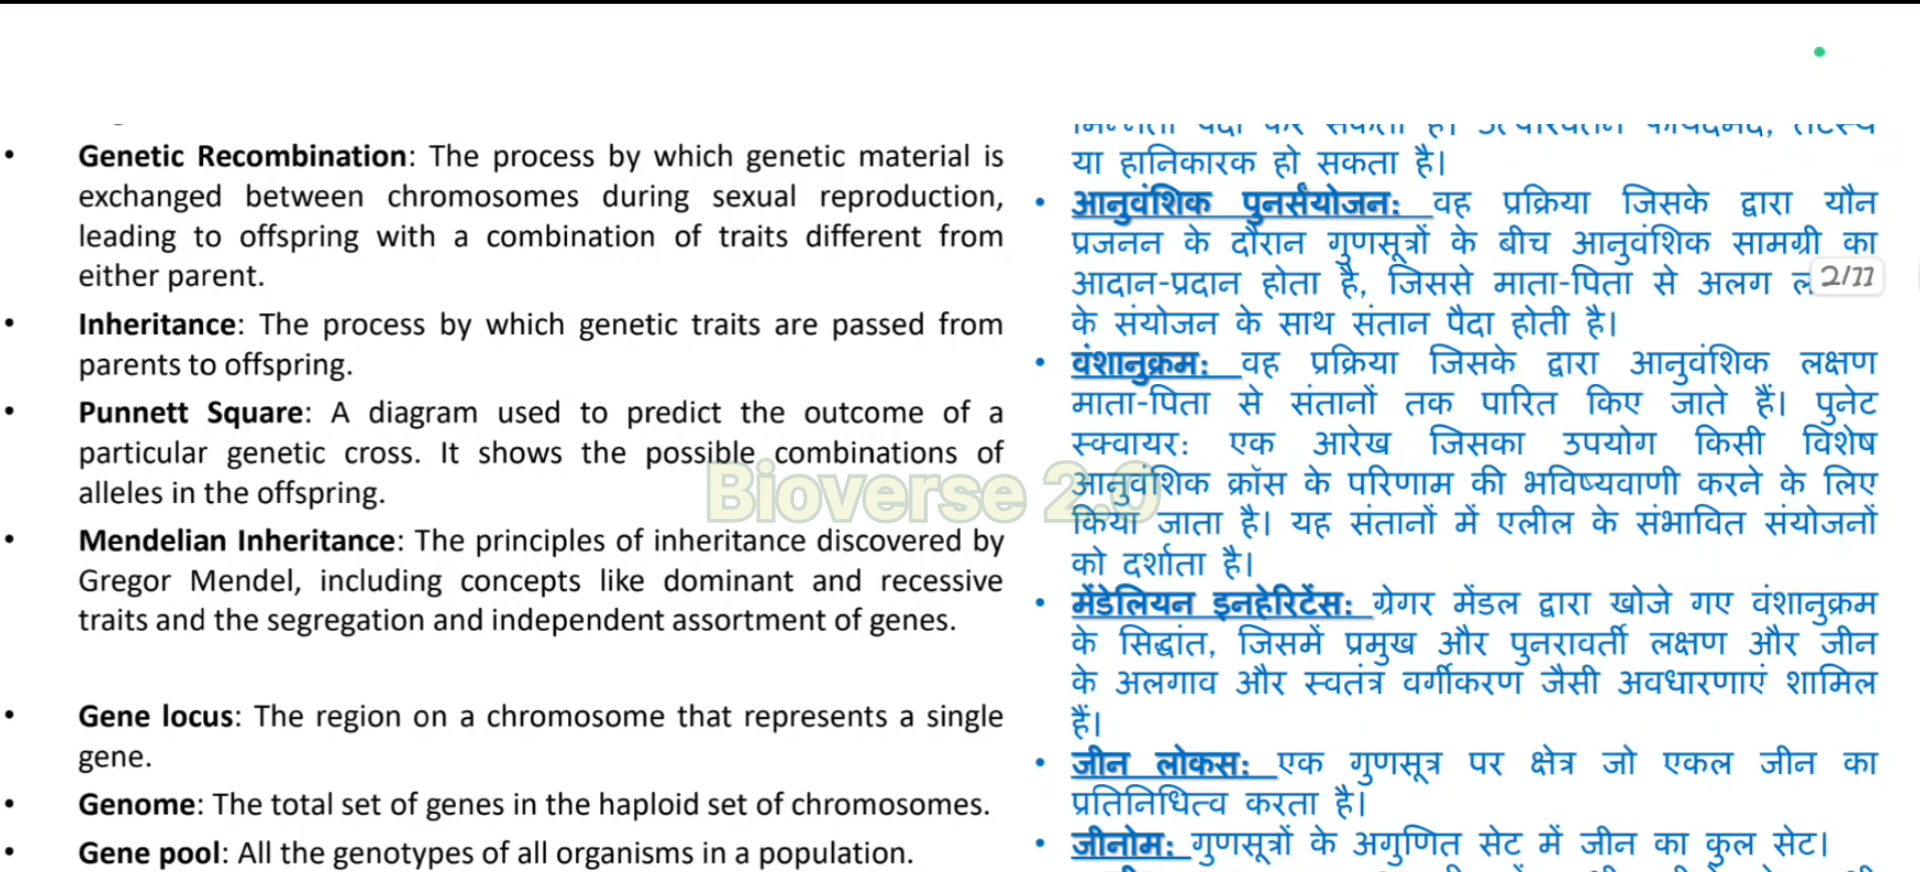 • Genetic Recombination: The process by which genetic material is
exchanged between chromosomes during sexual reproduction,
leading to offspring with a combination of traits different from
either parent.
• Inheritance: The process by which genetic traits are passed from
parents to offspring.
• Punnett Square: A diagram used to predict the outcome of a
particular genetic cross. It shows the possible combinations of
alleles in the offspring.
• Mendelian Inheritance: The principles of inheritance discovered by
Gregor Mendel, including concepts like dominant and recessive
traits and the segregation and independent assortment of genes.
• Gene locus: The region on a chromosome that represents a single
gene.
• Genome: The total set of genes in the haploid set of chromosomes.
• Gene pool: All the genotypes of all organisms in a population.
या हानिकारक हो सकता है।
• आनुवंशिक पुनर्संयोजन: वह प्रक्रिया जिसके द्वारा यौन
प्रजनन के दौरान गुणसूत्रों के बीच आनुवंशिक सामग्री का
आदान-प्रदान होता है, जिससे माता-पिता से अलग
2/77
के संयोजन के साथ संतान पैदा होती है।
• वंशानुक्रम: वह प्रक्रिया जिसके द्वारा आनुवंशिक लक्षण
माता-पिता से संतानों तक पारित किए जाते हैं। पुनेट
स्क्वायर: एक आरेख जिसका उपयोग किसी विशेष
आनुवंशिक क्रॉस के परिणाम की भविष्यवाणी करने के लिए
किया जाता है। यह संतानों में एलील के संभावित संयोजनों
को दर्शाता है।
• मेंडेलियन इनहेरिटेंस: ग्रेगर मेंडल द्वारा खोजे गए वंशानुक्रम
के सिद्धांत, जिसमें प्रमुख और पुनरावर्ती लक्षण और जीन
के अलगाव और स्वतंत्र वर्गीकरण जैसी अवधारणाएं शामिल
हैं।
• जीन लोकस: एक गुणसूत्र पर क्षेत्र जो एकल जीन का
प्रतिनिधित्व करता है।
• जीनोम: गुणसूत्रों के अगुणित सेट में जीन का कुल सेट।
Bioverse 2.0